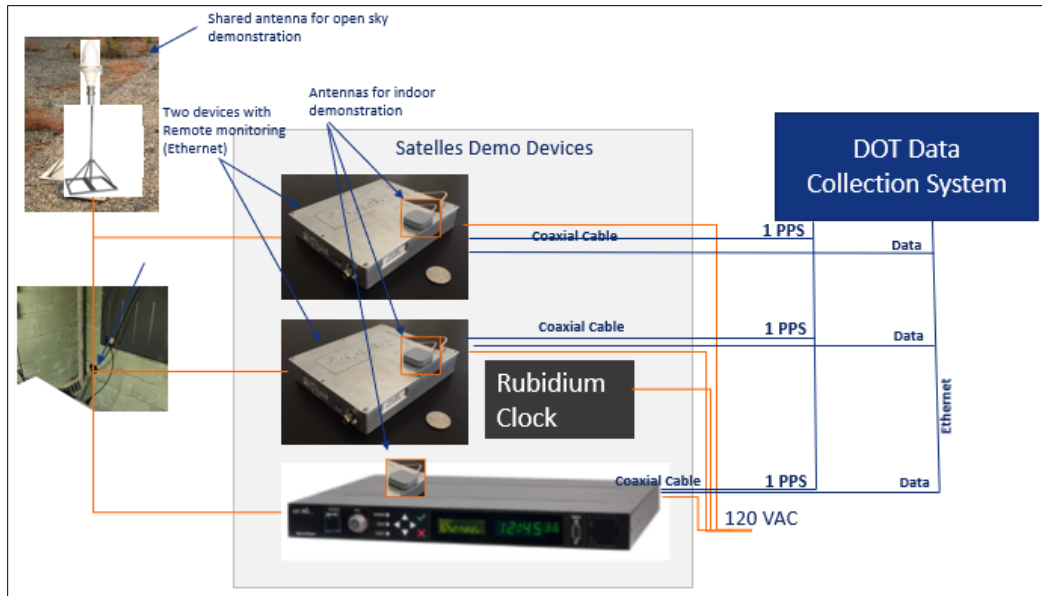 Shared antenna for open sky
demonstration
Antennas for indoor
demonstration
Two devices with
Remote monitoring
(Ethernet)
Satelles Demo Devices
DOT Data
Collection System
Coaxial Cable
1 PPS
Data
Coaxial Cable
1 PPS
Data
Rubidium
Clock
Ethernet
Coaxial Cable
1 PPS
Data
12:45 36
120 VAC